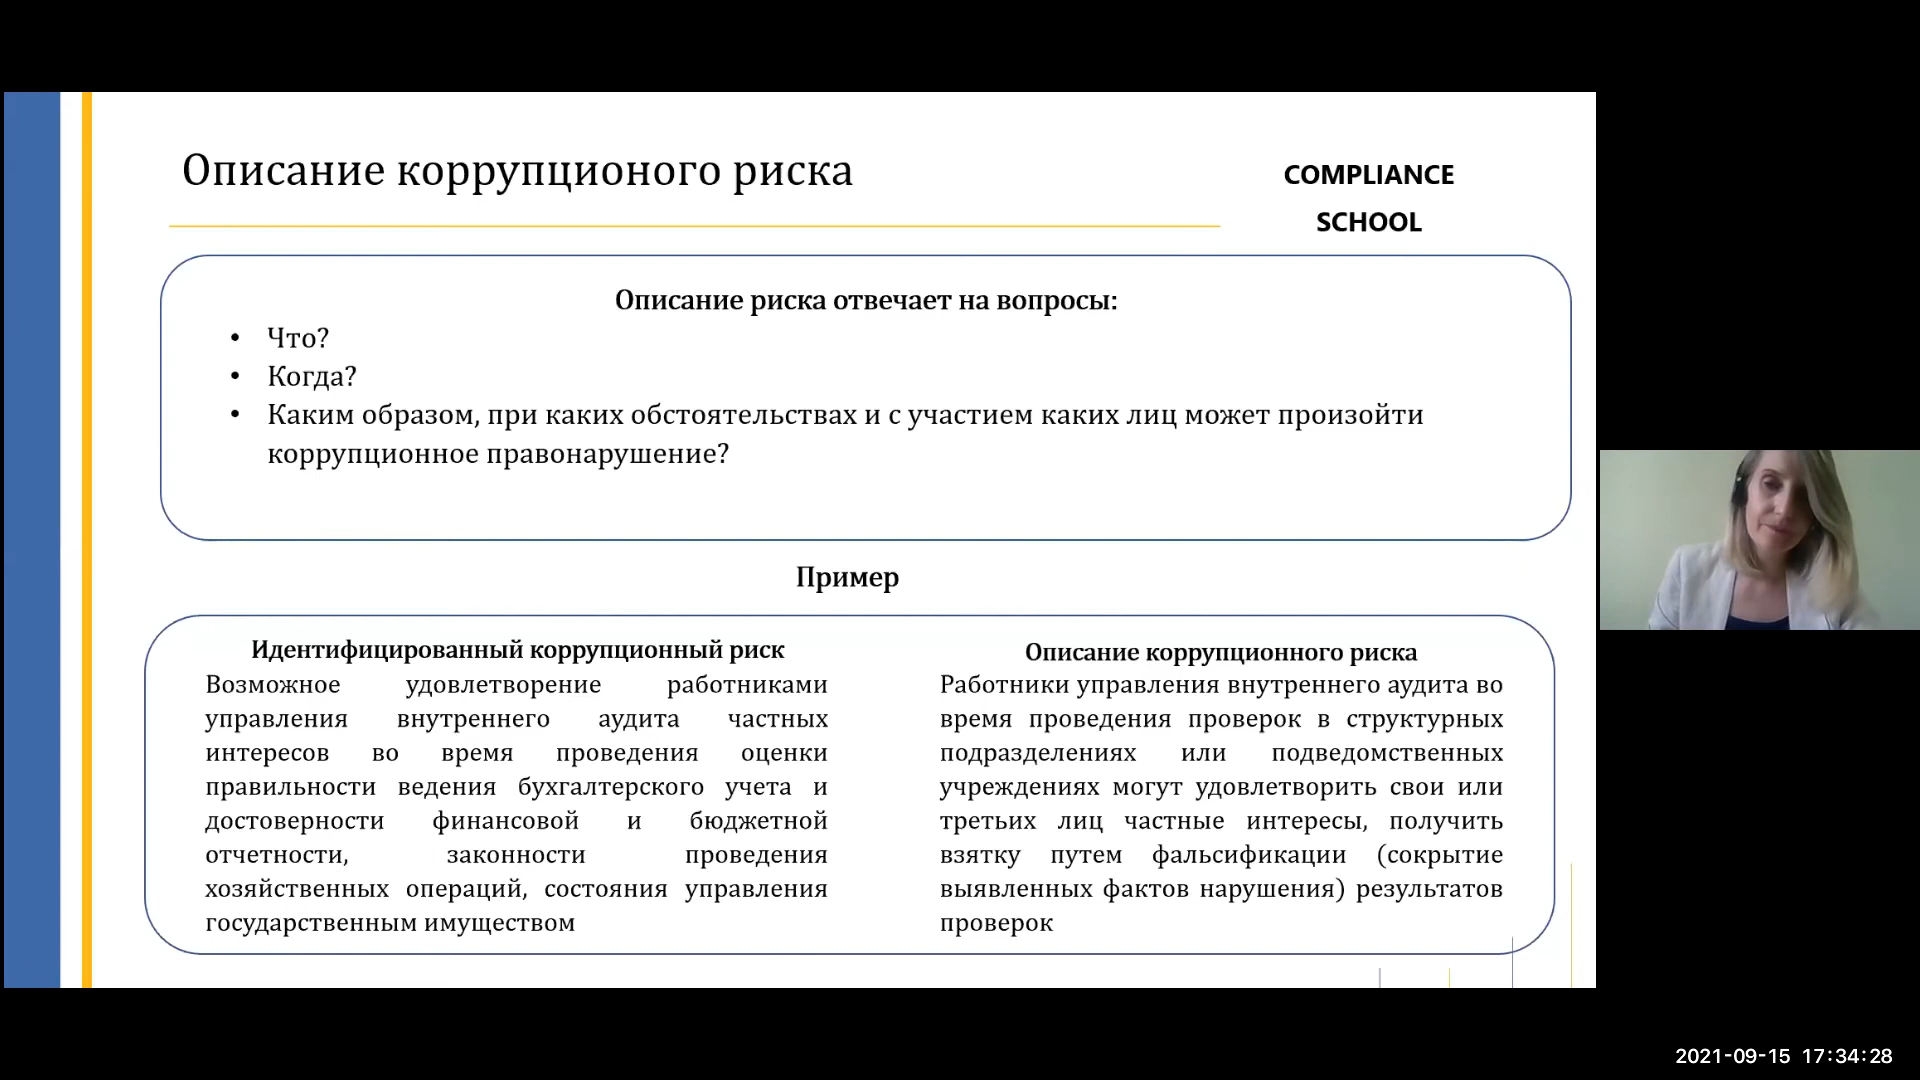 Описание коррупционого риска
COMPLIANCE
SCHOOL
Описание риска отвечает на вопросы:
• Что?
• Когда?
• Каким образом, при каких обстоятельствах и с участием каких лиц может произойти
коррупционное правонарушение?
Пример
Идентифицированный коррупционный риск
Возможное удовлетворение работниками
управления внутреннего аудита частных
интересов во время проведения оценки
правильности ведения бухгалтерского учета и
достоверности финансовой и бюджетной
отчетности, законности проведения
хозяйственных операций, состояния управления
государственным имуществом
Описание коррупционного риска
Работники управления внутреннего аудита во
время проведения проверок в структурных
подразделениях или подведомственных
учреждениях могут удовлетворить свои или
третьих лиц частные интересы, получить
взятку путем фальсификации (сокрытие
выявленных фактов нарушения) результатов
проверок
2021-09-15 17:34:28